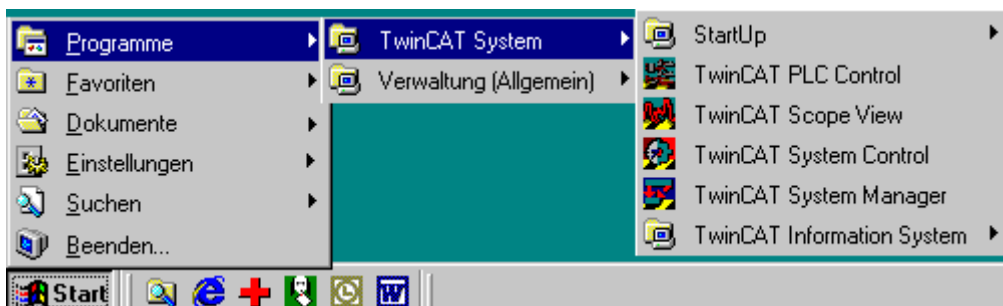 Programme
Favoriten
Dokumente
Einstellungen
Suchen
Beenden...
TwinCAT System
Verwaltung (Allgemein)
StartUp
TwinCAT PLC Control
TwinCAT Scope View
TwinCAT System Control
TwinCAT System Manager
TwinCAT Information System
Start